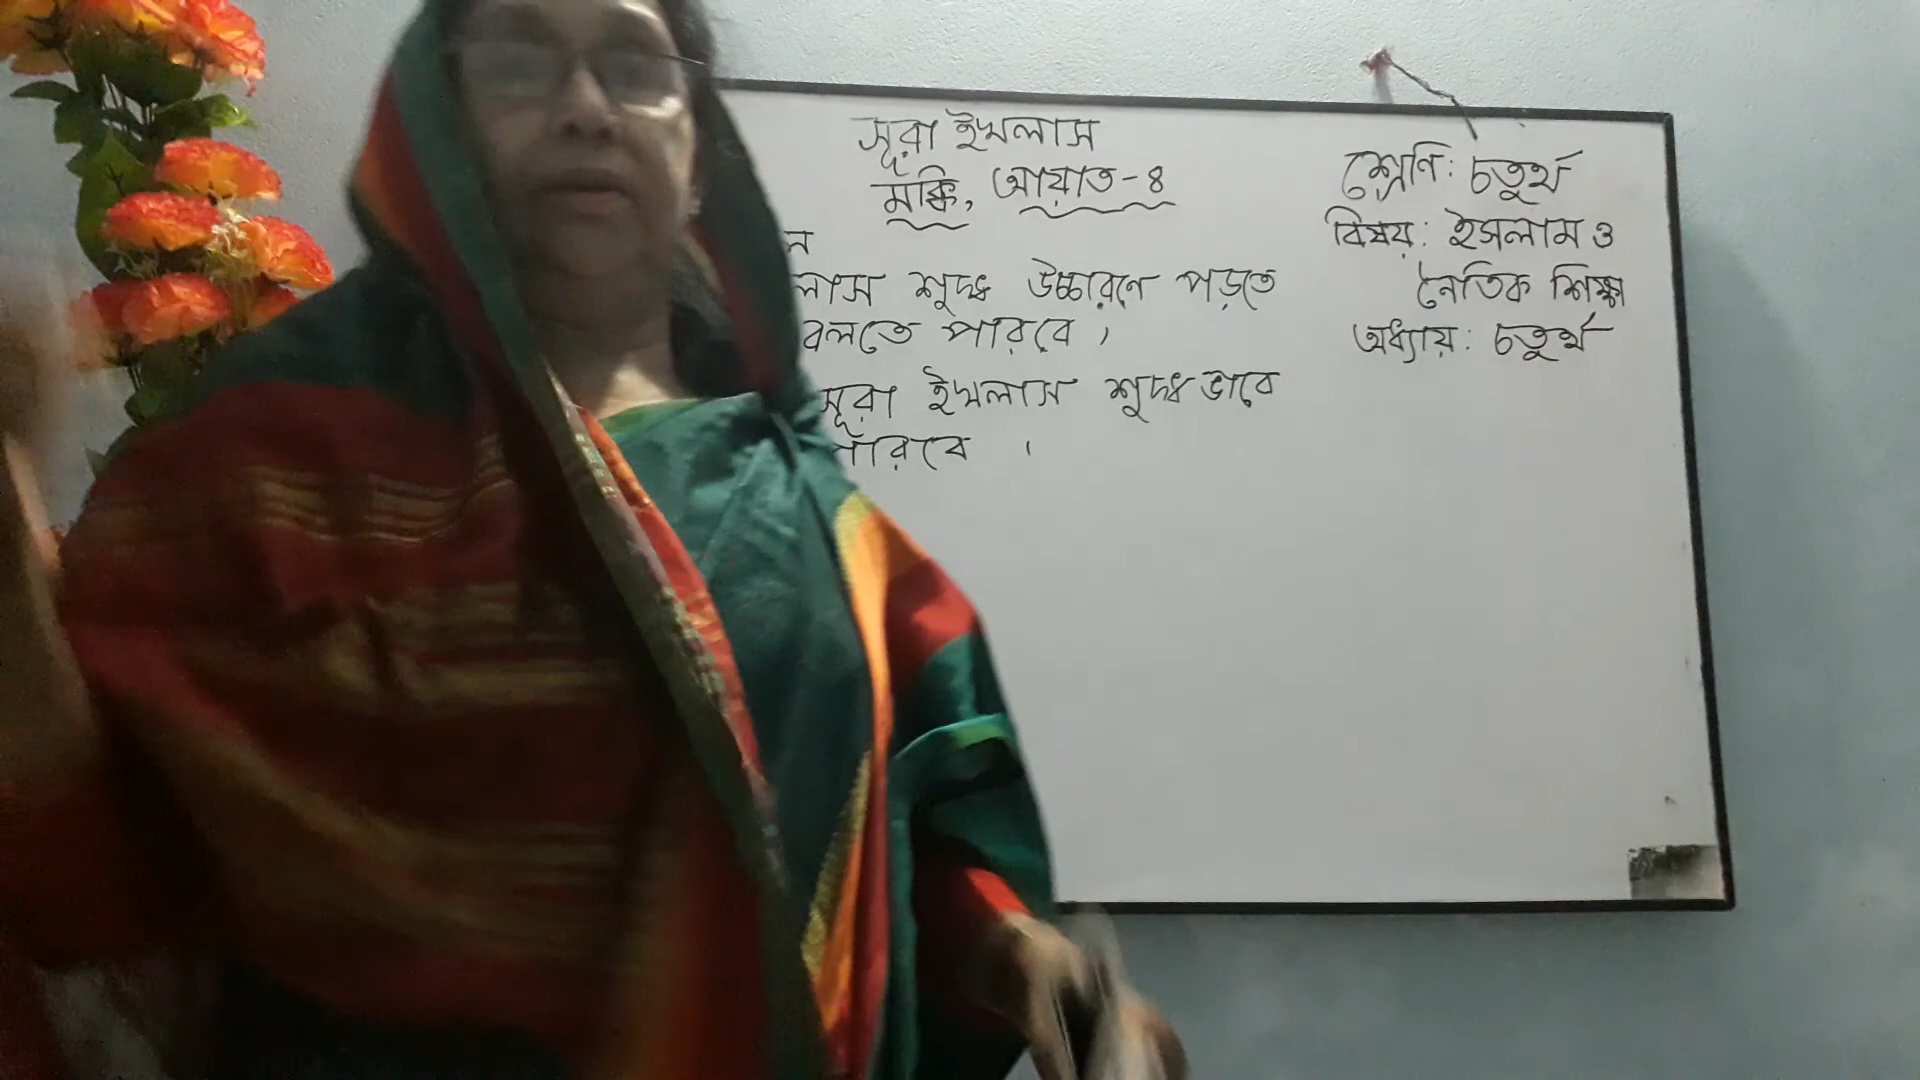 সূরা ইখলাস
মক্কি, আয়াত-৪
শুদ্ধ উচ্চারণে পড়তে
বলতে পারবে,
সূরা ইখলাস শুদ্ধভাবে
পারবে ।
শ্রেণি: চতুর্থ
বিষয়: ইসলাম ও
নৈতিক শিক্ষা
অধ্যায়: চতুর্থ